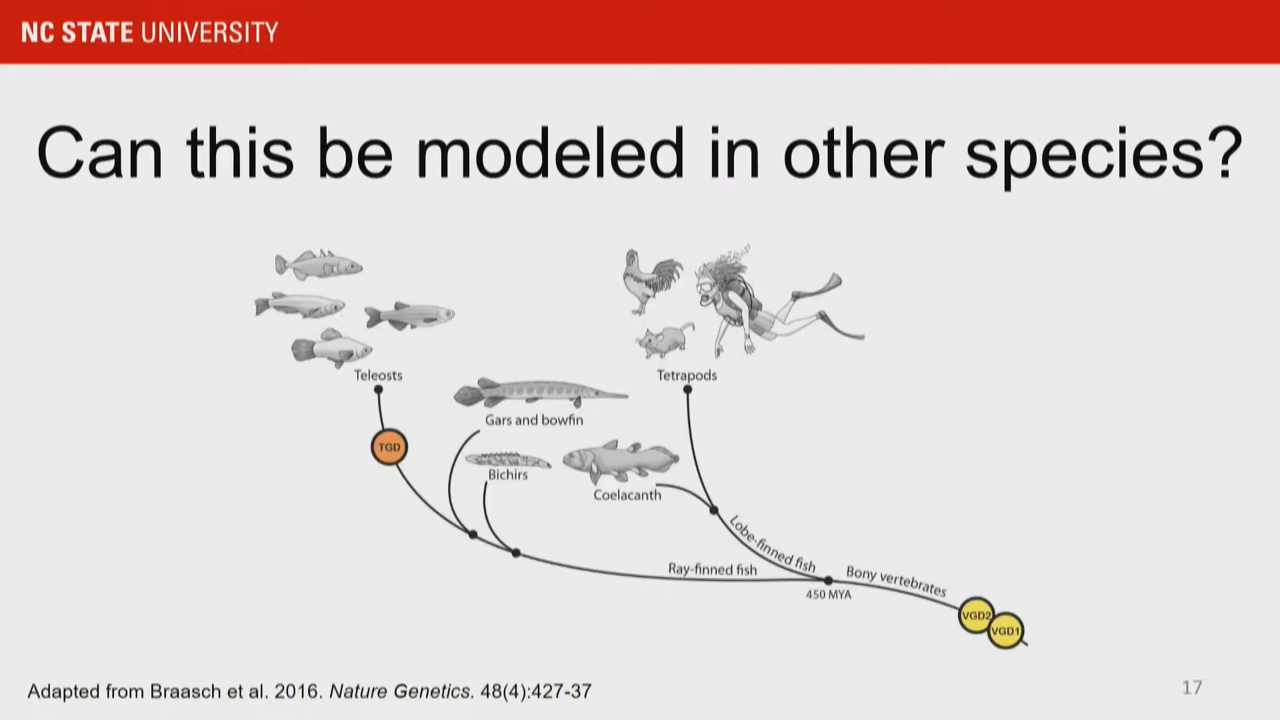 NC STATE UNIVERSITY
Can this be modeled in other species?
Teleosts
Tetrapods
Gars and bowfin
TGD
Bichirs
Coelacanth
Lobe-finned fish
Ray-finned fish
Bony vertebrates
450 MYA
VGD2
VGD1
Adapted from Braasch et al. 2016. Nature Genetics. 48(4):427-37
17